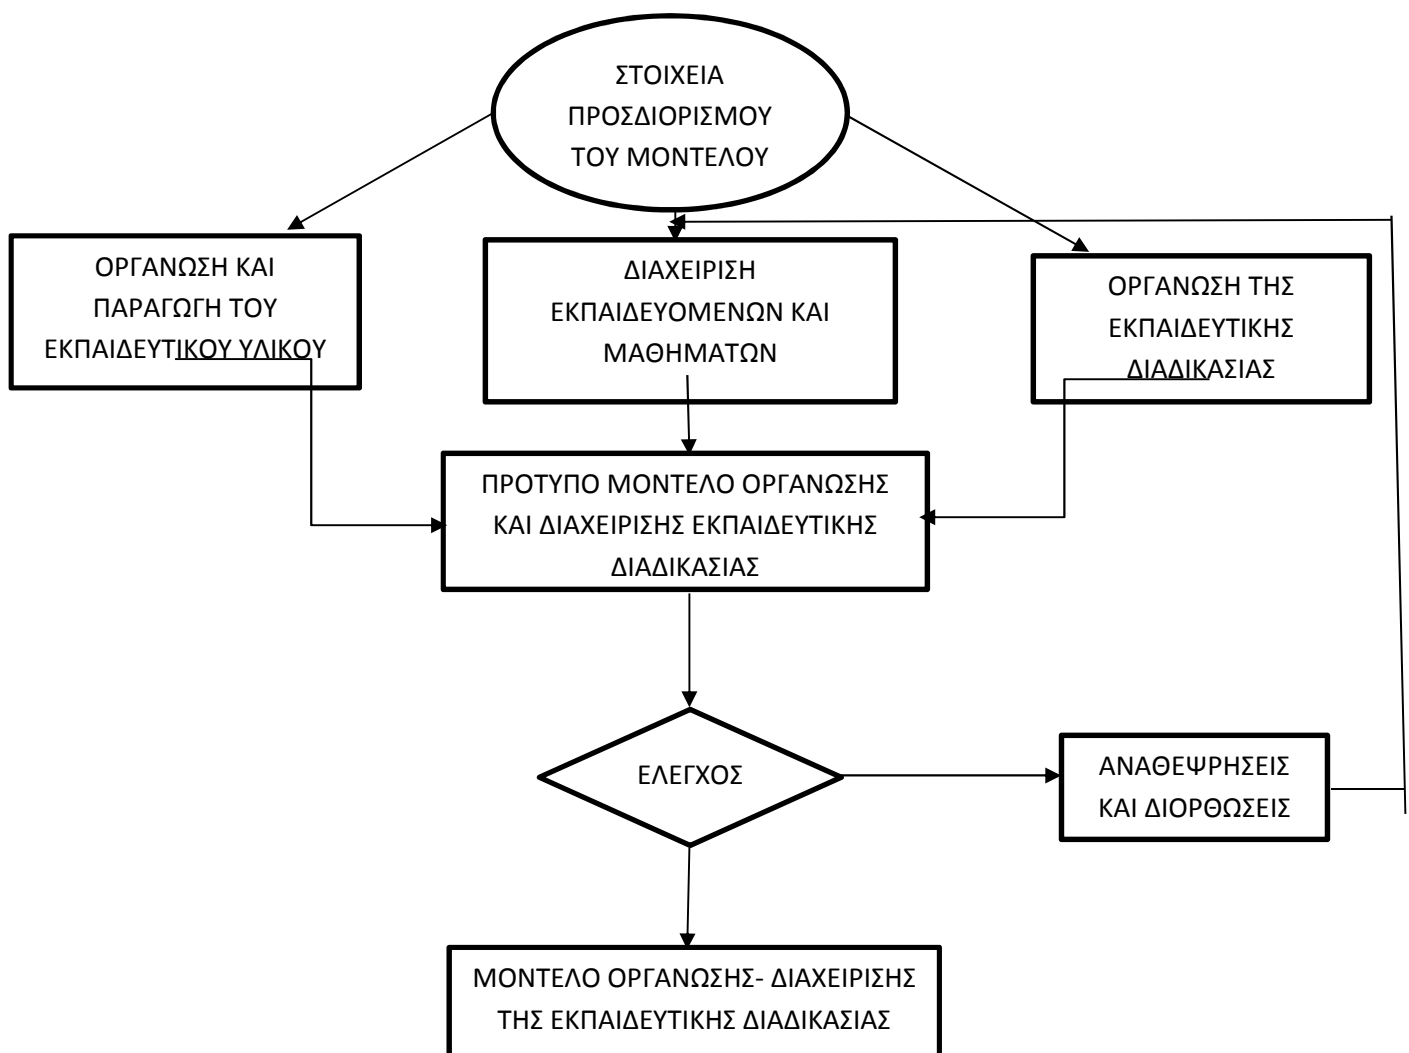 ΣΤΟΙΧΕΙΑ
ΠΡΟΣΔΙΟΡΙΣΜΟΥ
ΤΟΥ ΜΟΝΤΕΛΟΥ
ΟΡΓΑΝΩΣΗ ΚΑΙ
ΠΑΡΑΓΩΓΗ ΤΟΥ
ΕΚΠΑΙΔΕΥΤΙΚΟΥ ΥΛΙΚΟΥ
ΔΙΑΧΕΙΡΙΣΗ
ΕΚΠΑΙΔΕΥΟΜΕΝΩΝ ΚΑΙ
ΜΑΘΗΜΑΤΩΝ
ΟΡΓΑΝΩΣΗ ΤΗΣ
ΕΚΠΑΙΔΕΥΤΙΚΗΣ
ΔΙΑΔΙΚΑΣΙΑΣ
ΠΡΟΤΥΠΟ ΜΟΝΤΕΛΟ ΟΡΓΑΝΩΣΗΣ
ΚΑΙ ΔΙΑΧΕΙΡΙΣΗΣ ΕΚΠΑΙΔΕΥΤΙΚΗΣ
ΔΙΑΔΙΚΑΣΙΑΣ
ΕΛΕΓΧΟΣ
ΑΝΑΘΕΨΡΗΣΕΙΣ
ΚΑΙ ΔΙΟΡΘΩΣΕΙΣ
ΜΟΝΤΕΛΟ ΟΡΓΑΝΩΣΗΣ- ΔΙΑΧΕΙΡΙΣΗΣ
ΤΗΣ ΕΚΠΑΙΔΕΥΤΙΚΗΣ ΔΙΑΔΙΚΑΣΙΑΣ